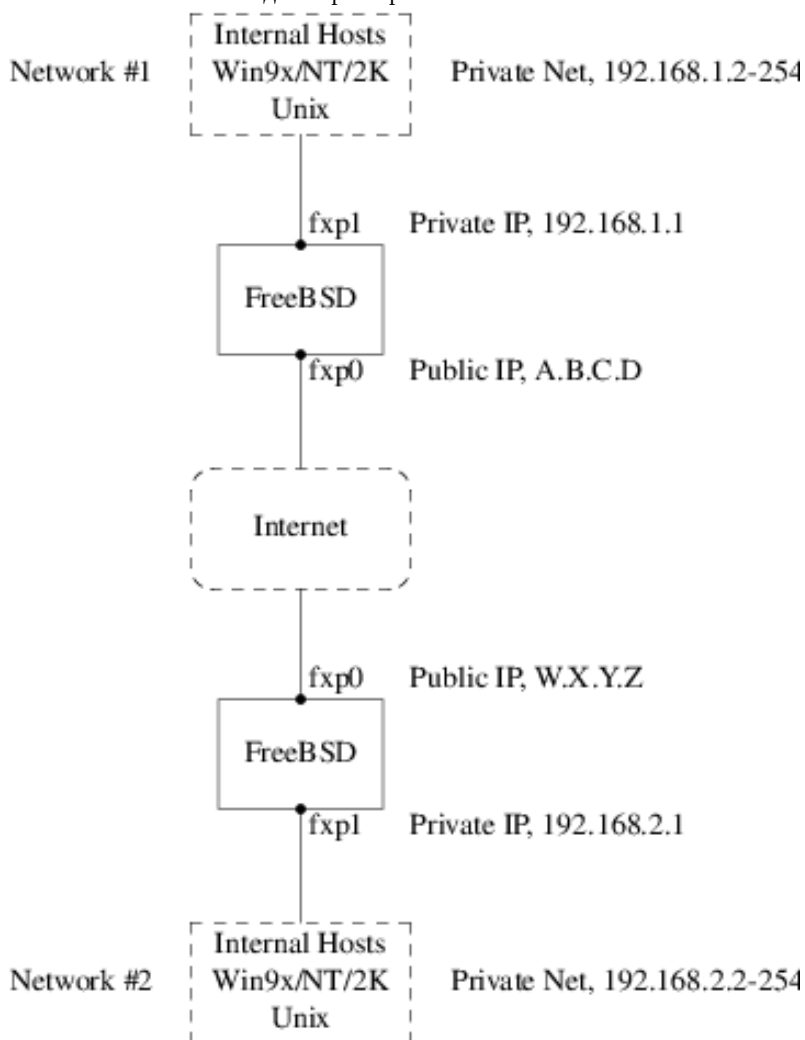 Internal Hosts
Network #1 Win9x/NT/2K Private Net, 192.168.1.2-254
Unix
fxp1 Private IP, 192.168.1.1
FreeBSD
fxp0 Public IP, A.B.C.D
Internet
fxp0 Public IP, W.X.Y.Z
FreeBSD
fxp1 Private IP, 192.168.2.1
Internal Hosts
Network #2 Win9x/NT/2K Private Net, 192.168.2.2-254
Unix